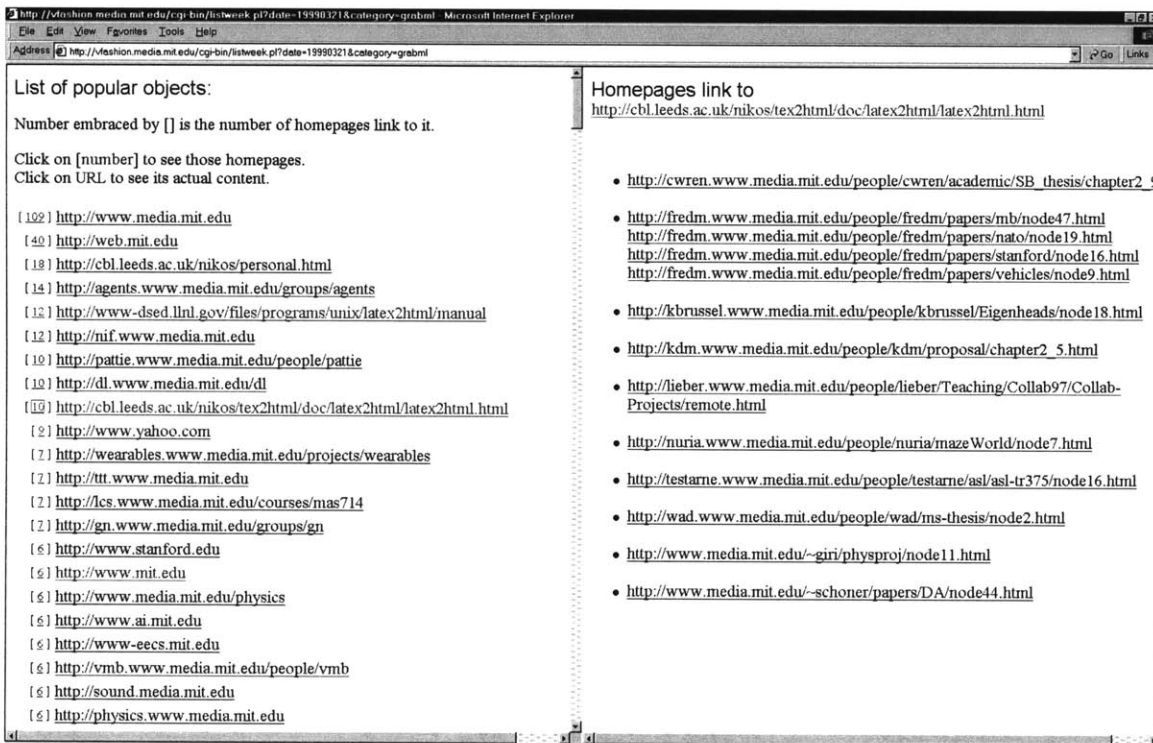 http://vfashion.media.mit.edu/cgi-bin/listweek.pl?date=19990321&category=grabml - Microsoft Internet Explorer
File Edit View Favorites Tools Help
Address http://vfashion.media.mit.edu/cgi-bin/listweek.pl?date=19990321&category=grabml Go Links
List of popular objects:
Number embraced by [] is the number of homepages link to it.
Click on [number] to see those homepages.
Click on URL to see its actual content.
[109] http://www.media.mit.edu
[40] http://web.mit.edu
[18] http://cbl.leeds.ac.uk/nikos/personal.html
[14] http://agents.www.media.mit.edu/groups/agents
[12] http://www-dsed.llnl.gov/files/programs/unix/latex2html/manual
[12] http://nif.www.media.mit.edu
[10] http://pattie.www.media.mit.edu/people/pattie
[10] http://dl.www.media.mit.edu/dl
[10] http://cbl.leeds.ac.uk/nikos/tex2html/doc/latex2html/latex2html.html
[9] http://www.yahoo.com
[7] http://wearables.www.media.mit.edu/projects/wearables
[7] http://ttt.www.media.mit.edu
[7] http://lcs.www.media.mit.edu/courses/mas714
[7] http://gn.www.media.mit.edu/groups/gn
[6] http://www.stanford.edu
[6] http://www.mit.edu
[6] http://www.media.mit.edu/physics
[6] http://www.ai.mit.edu
[6] http://www-eecs.mit.edu
[6] http://vmb.www.media.mit.edu/people/vmb
[6] http://sound.media.mit.edu
[6] http://physics.www.media.mit.edu
Homepages link to
http://cbl.leeds.ac.uk/nikos/tex2html/doc/latex2html/latex2html.html
• http://cwren.www.media.mit.edu/people/cwren/academic/SB_thesis/chapter2_9
• http://fredm.www.media.mit.edu/people/fredm/papers/mb/node47.html
http://fredm.www.media.mit.edu/people/fredm/papers/nato/node19.html
http://fredm.www.media.mit.edu/people/fredm/papers/stanford/node16.html
http://fredm.www.media.mit.edu/people/fredm/papers/vehicles/node9.html
• http://kbrussel.www.media.mit.edu/people/kbrussel/Eigenheads/node18.html
• http://kdm.www.media.mit.edu/people/kdm/proposal/chapter2_5.html
• http://lieber.www.media.mit.edu/people/lieber/Teaching/Collab97/Collab-
Projects/remote.html
• http://nuria.www.media.mit.edu/people/nuria/mazeWorld/node7.html
• http://testarne.www.media.mit.edu/people/testarne/asl/asl-tr375/node16.html
• http://wad.www.media.mit.edu/people/wad/ms-thesis/node2.html
• http://www.media.mit.edu/~giri/physproj/node11.html
• http://www.media.mit.edu/~schoner/papers/DA/node44.html